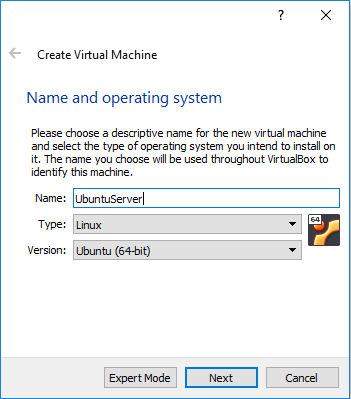 ?
Create Virtual Machine
Name and operating system
Please choose a descriptive name for the new virtual machine
and select the type of operating system you intend to install on
it. The name you choose will be used throughout VirtualBox to
identify this machine.
Name: UbuntuServer
Type: Linux
64
Version: Ubuntu (64-bit)
Expert Mode Next Cancel